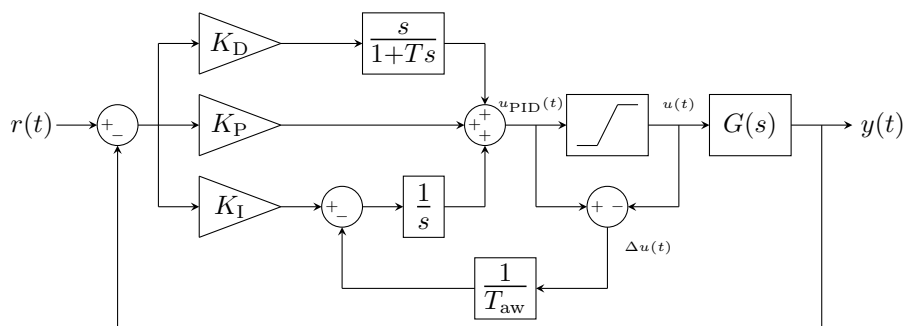 K_D
s
1+Ts
r(t)
+
−
K_P
+
+
+
u_PID(t)
u(t)
G(s)
y(t)
K_I
+
−
1
s
+
−
Δu(t)
1
T_aw